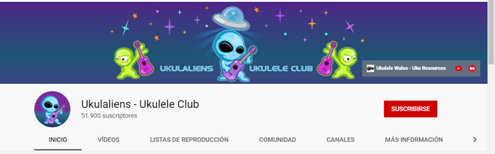 UKULALIENS UKULELE CLUB
Ukulele Wales - Uke Resources
Ukulaliens - Ukulele Club
51.900 suscriptores
SUSCRIBIRSE
INICIO VÍDEOS LISTAS DE REPRODUCCIÓN COMUNIDAD CANALES MÁS INFORMACIÓN